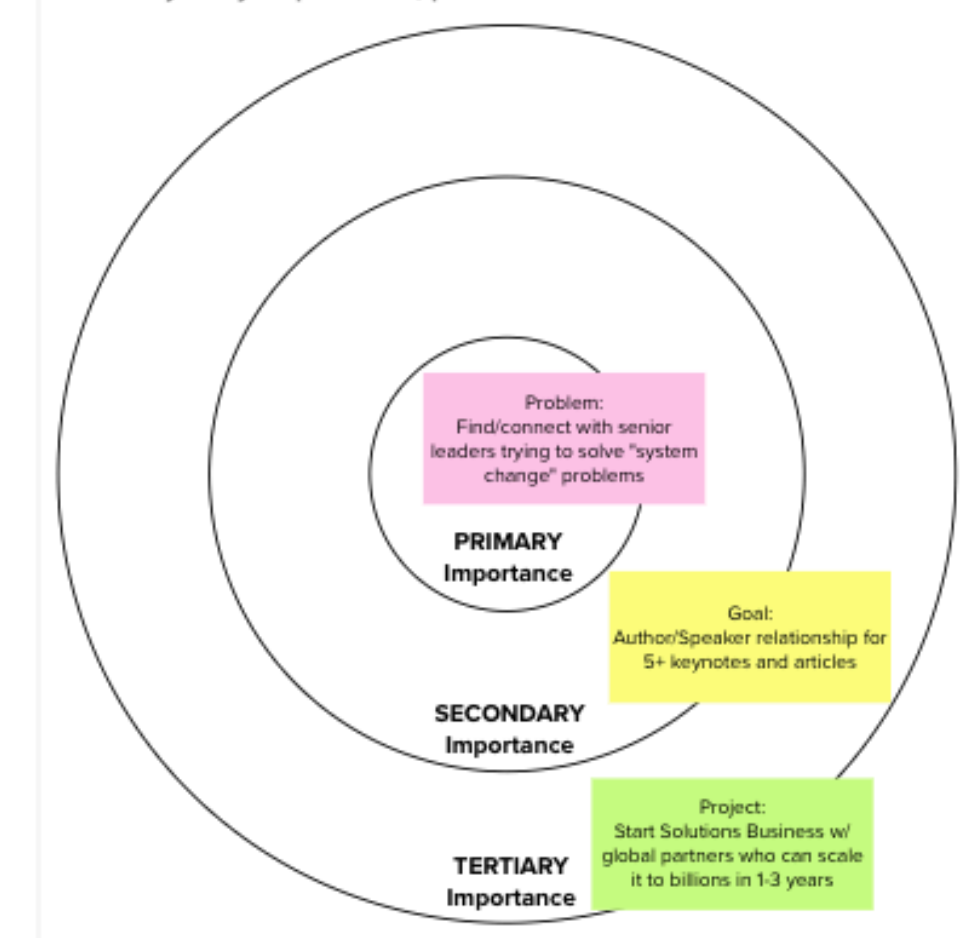 Problem:
Find/connect with senior
leaders trying to solve "system
change" problems
PRIMARY
Importance
Goal:
Author/Speaker relationship for
5+ keynotes and articles
SECONDARY
Importance
Project:
Start Solutions Business w/
global partners who can scale
it to billions in 1-3 years
TERTIARY
Importance